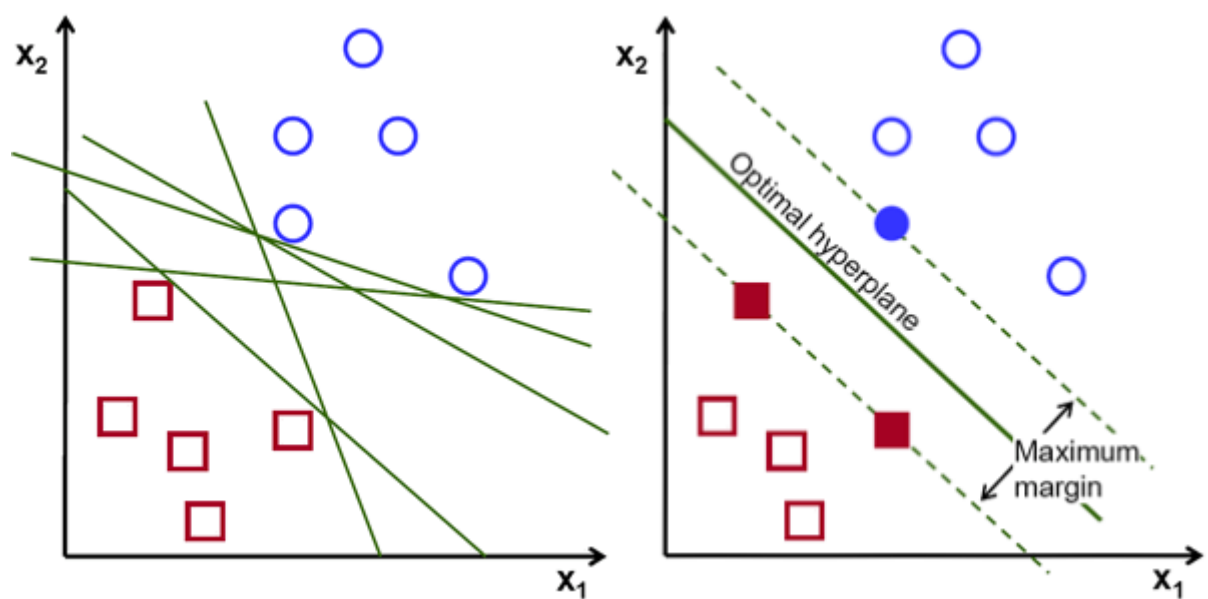 x₂
x₁
x₂
Optimal hyperplane
Maximum
margin
x₁